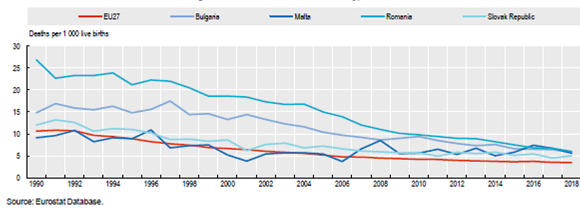 EU27 Bulgaria Malta Romania Slovak Republic
Deaths per 1 000 live births
30
25
20
15
10
5
0
1990 1992 1994 1996 1998 2000 2002 2004 2006 2008 2010 2012 2014 2016 2018
Source: Eurostat Database.